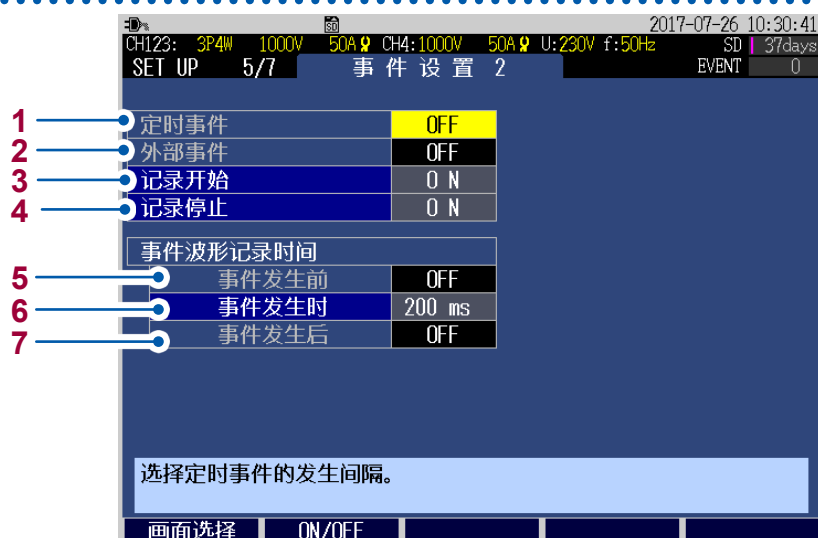 SD 2017-07-26 10:30:41
CH123: 3P4W 1000V 50A CH4:1000V 50A U:230V f:50Hz SD 37days
SET UP 5/7 事件设置 2 EVENT 0
1 定时事件 OFF
2 外部事件 OFF
3 记录开始 ON
4 记录停止 ON
事件波形记录时间
5 事件发生前 OFF
6 事件发生时 200 ms
7 事件发生后 OFF
选择定时事件的发生间隔。
画面选择 ON/OFF